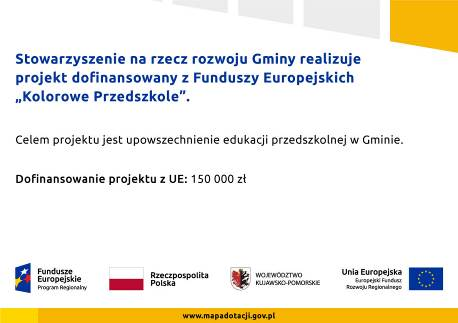 Stowarzyszenie na rzecz rozwoju Gminy realizuje
projekt dofinansowany z Funduszy Europejskich
„Kolorowe Przedszkole”.
Celem projektu jest upowszechnienie edukacji przedszkolnej w Gminie.
Dofinansowanie projektu z UE: 150 000 zł
Fundusze
Europejskie
Program Regionalny
Rzeczpospolita
Polska
WOJEWÓDZTWO
KUJAWSKO-POMORSKIE
Unia Europejska
Europejski Fundusz
Rozwoju Regionalnego
www.mapadotacji.gov.pl